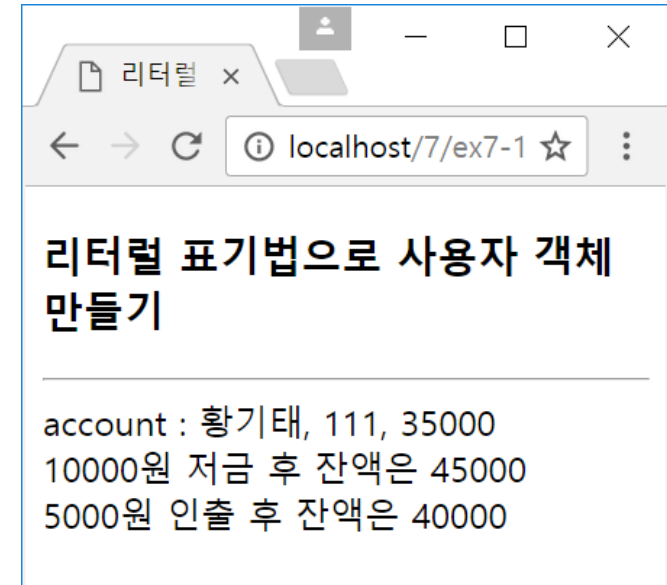 리터럴
localhost/7/ex7-1
리터럴 표기법으로 사용자 객체
만들기
account : 황기태, 111, 35000
10000원 저금 후 잔액은 45000
5000원 인출 후 잔액은 40000